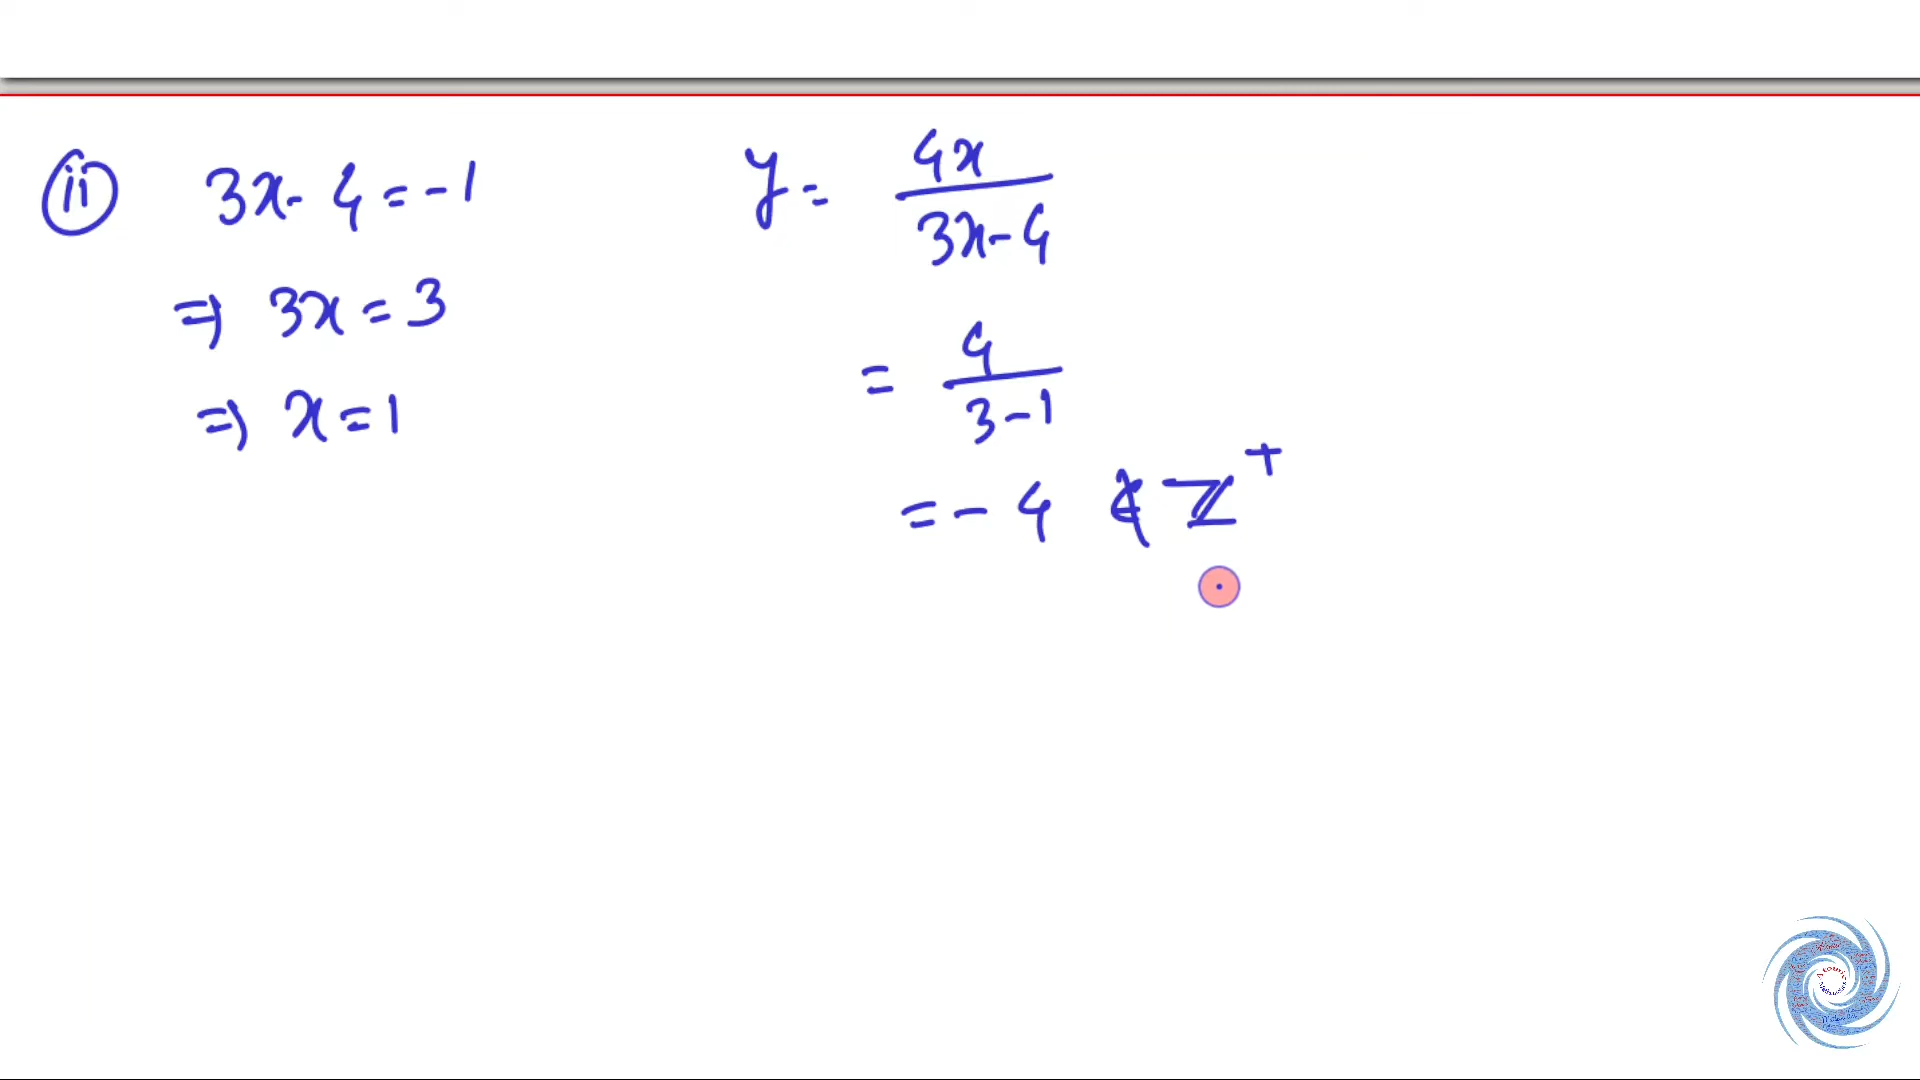 ii 3x - 4 = -1
⇒ 3x = 3
⇒ x = 1
y = 4x / 3x - 4
= 4 / 3 - 1
= - 4 ∉ ℤ⁺